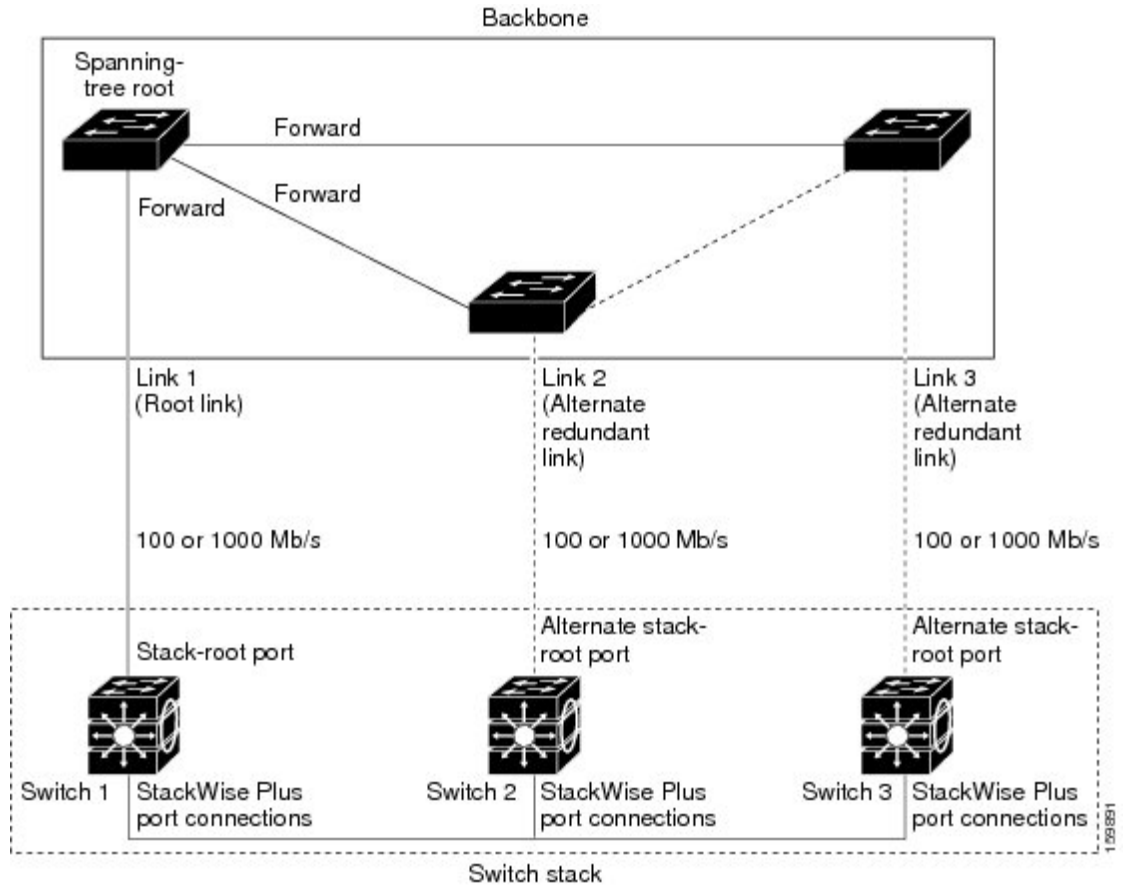 Backbone
Spanning-
tree root
Forward
Forward
Forward
Link 1
(Root link)
Link 2
(Alternate
redundant
link)
Link 3
(Alternate
redundant
link)
100 or 1000 Mb/s
100 or 1000 Mb/s
100 or 1000 Mb/s
Stack-root port
Alternate stack-
root port
Alternate stack-
root port
Switch 1
StackWise Plus
port connections
Switch 2
StackWise Plus
port connections
Switch 3
StackWise Plus
port connections
Switch stack
159891